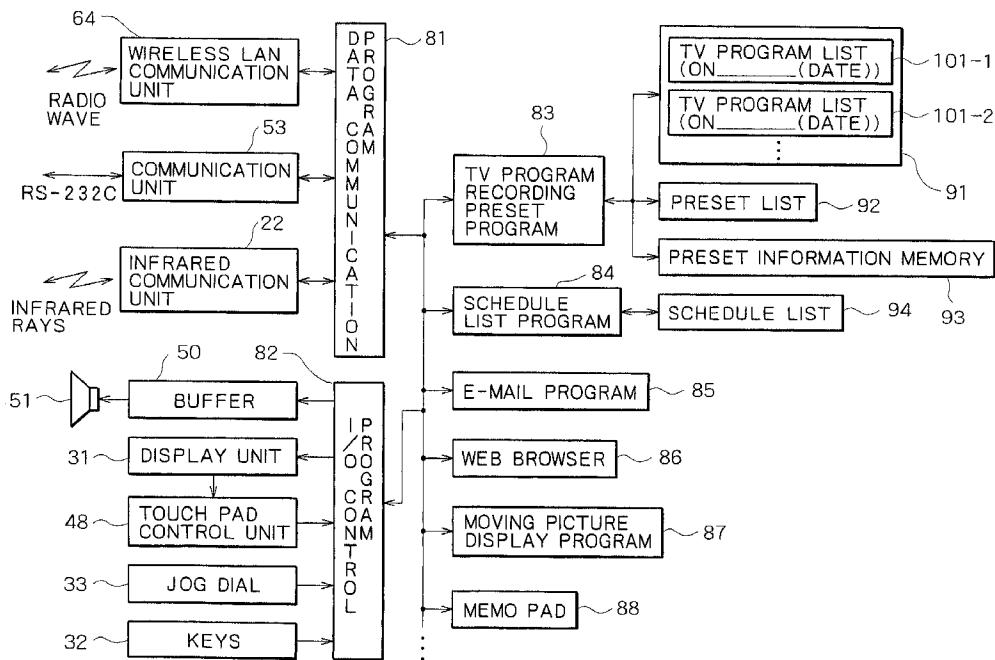 64
WIRELESS LAN
COMMUNICATION
UNIT
RADIO
WAVE
53
COMMUNICATION
UNIT
RS-232C
22
INFRARED
COMMUNICATION
UNIT
INFRARED
RAYS
81
DATA COMMUNICATION
PROGRAM
50
BUFFER
51
31
DISPLAY UNIT
48
TOUCH PAD
CONTROL UNIT
33
JOG DIAL
32
KEYS
82
I/O CONTROL
PROGRAM
83
TV PROGRAM
RECORDING
PRESET
PROGRAM
TV PROGRAM LIST
(ON________(DATE))
101-1
TV PROGRAM LIST
(ON________(DATE))
101-2
91
PRESET LIST
92
PRESET INFORMATION MEMORY
93
84
SCHEDULE
LIST PROGRAM
SCHEDULE LIST
94
E-MAIL PROGRAM
85
WEB BROWSER
86
MOVING PICTURE
DISPLAY PROGRAM
87
MEMO PAD
88